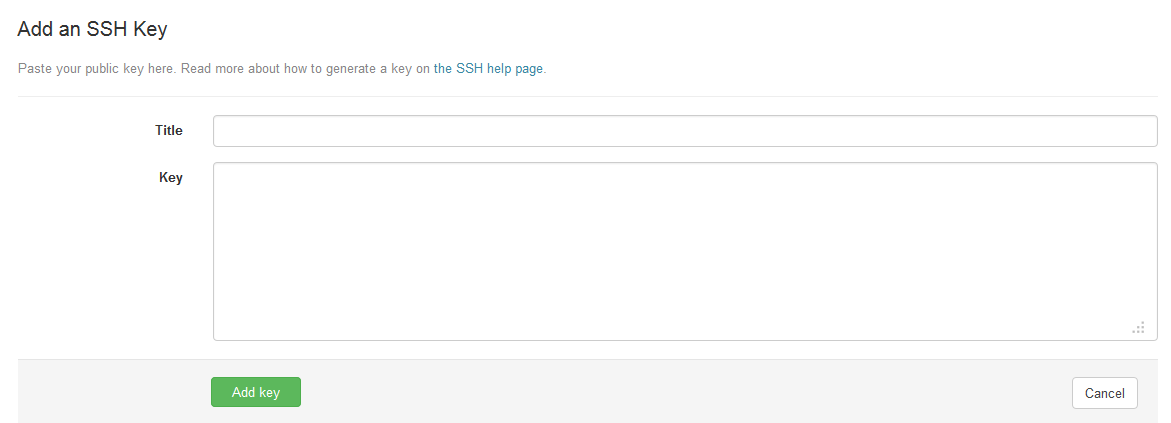 Add an SSH Key
Paste your public key here. Read more about how to generate a key on the SSH help page.
Title
Key
Add key
Cancel